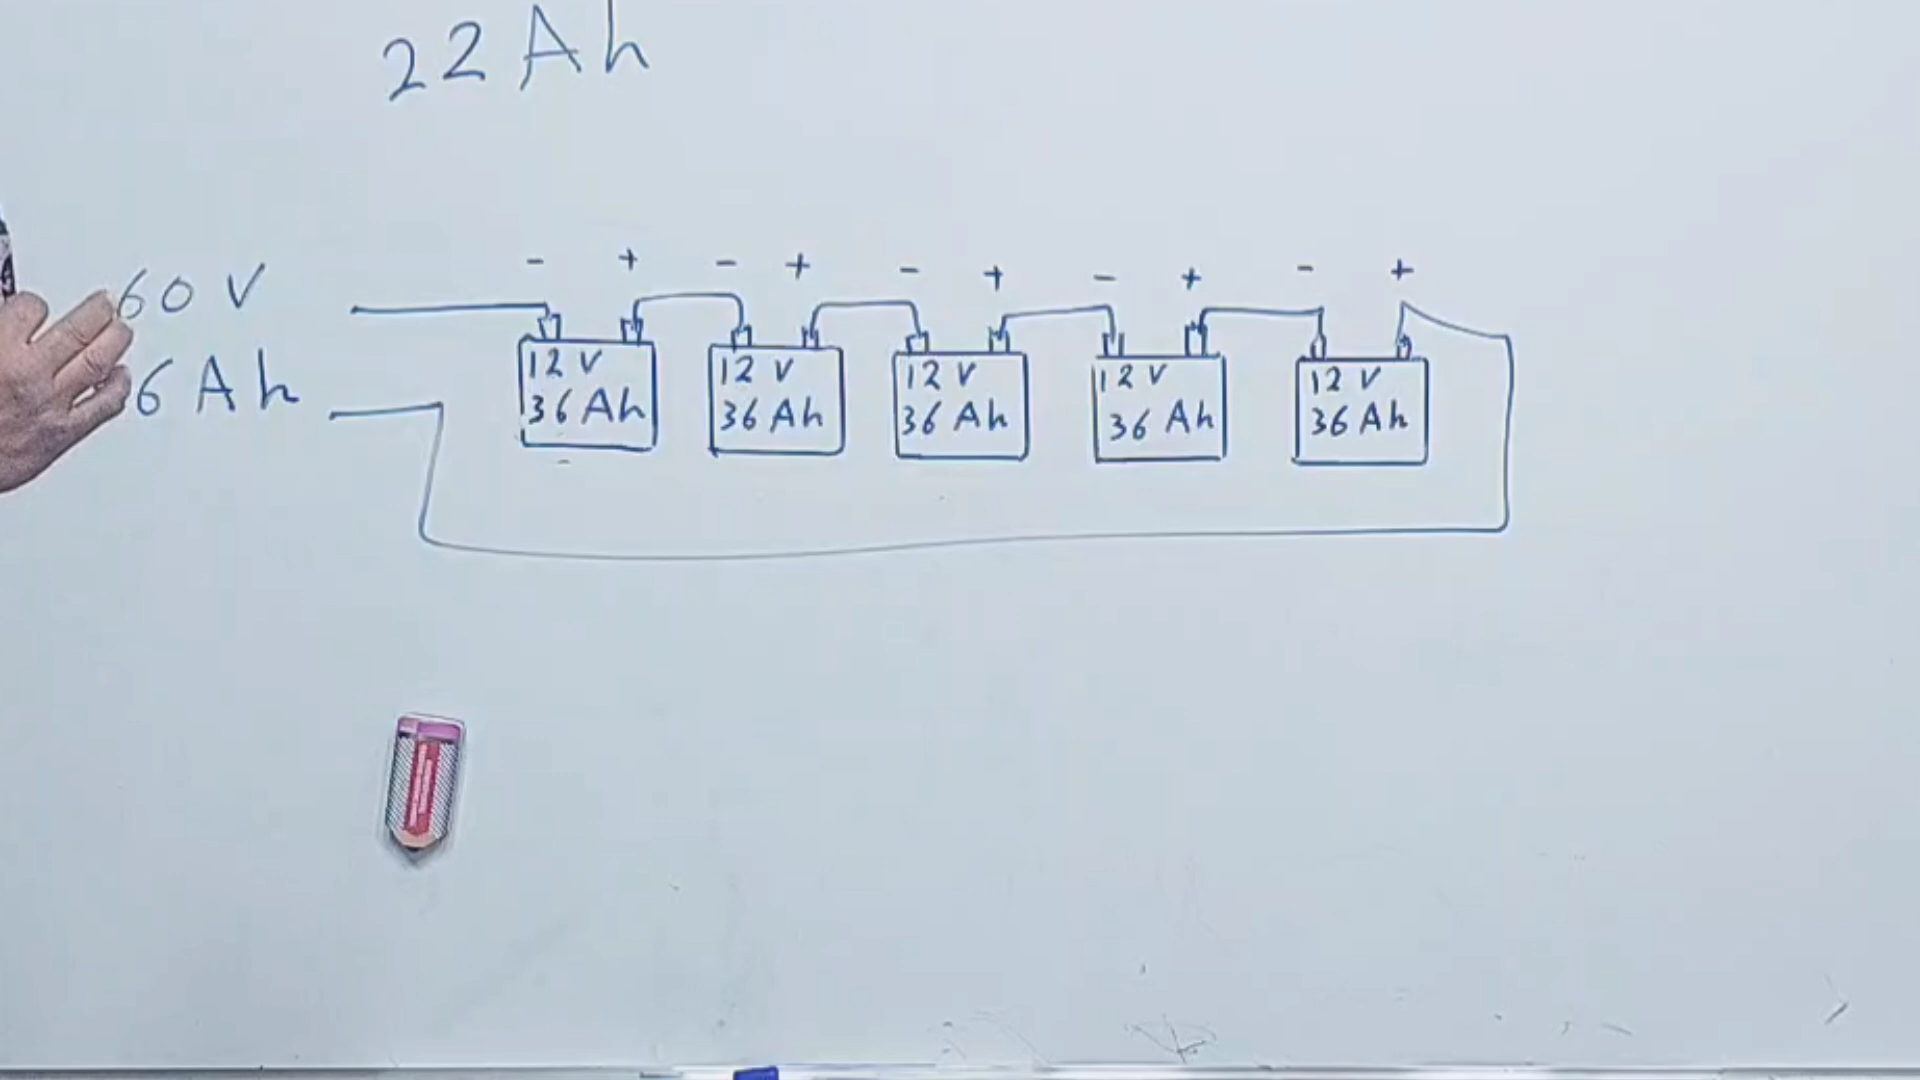 22 Ah
- + - + - + - + - +
60 V
6 Ah
12 V 12 V 12 V 12 V 12 V
36 Ah 36 Ah 36 Ah 36 Ah 36 Ah